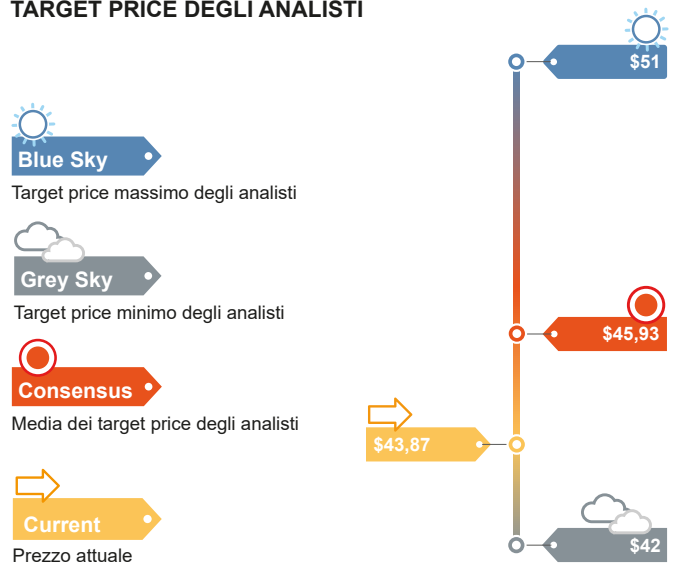 TARGET PRICE DEGLI ANALISTI
Blue Sky
Target price massimo degli analisti
Grey Sky
Target price minimo degli analisti
Consensus
Media dei target price degli analisti
Current
Prezzo attuale
$51
$45,93
$43,87
$42